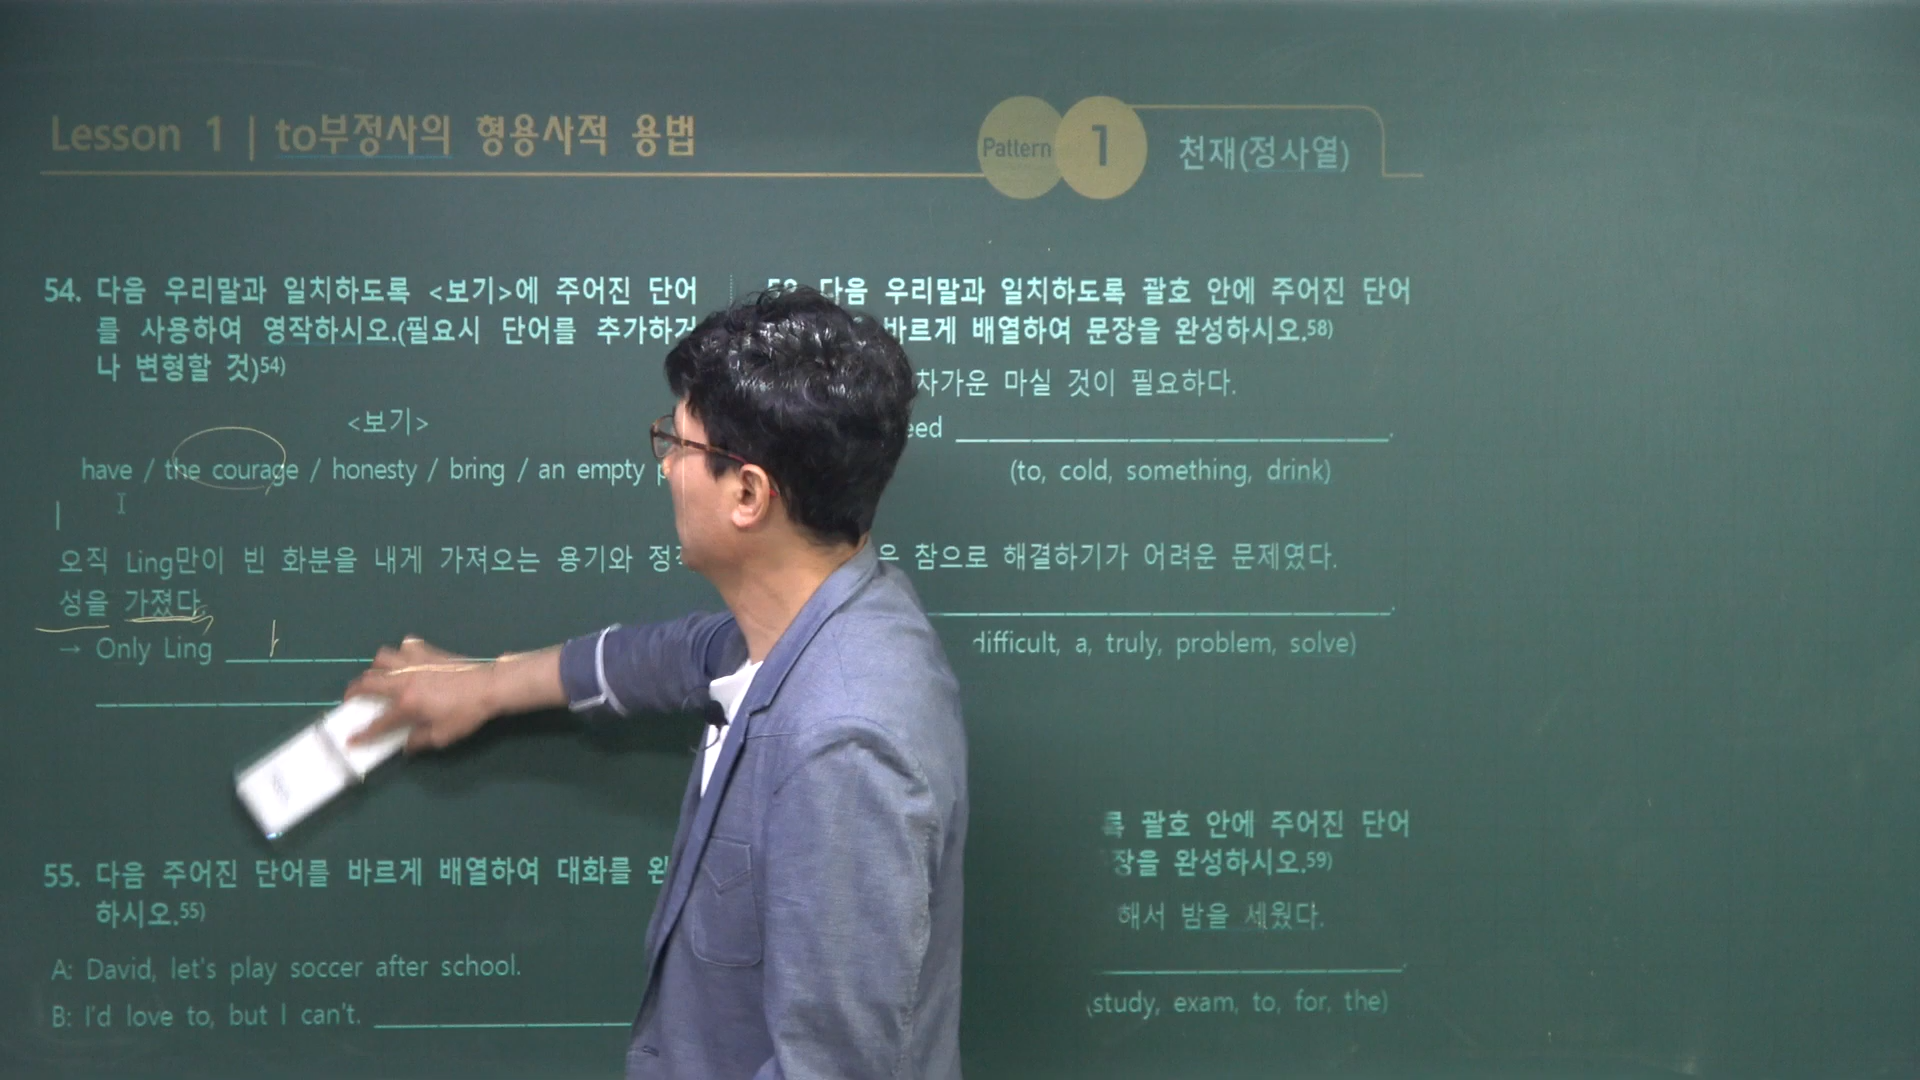 Lesson 1 | to부정사의 형용사적 용법
Pattern 1 천재(정사열)
54. 다음 우리말과 일치하도록 <보기>에 주어진 단어
를 사용하여 영작하시오.(필요시 단어를 추가하거
나 변형할 것)54)
<보기>
have / the courage / honesty / bring / an empty
오직 Ling만이 빈 화분을 내게 가져오는 용기와
성을 가졌다.
→ Only Ling
55. 다음 주어진 단어를 바르게 배열하여 대화를
하시오.55)
A: David, let's play soccer after school.
B: I'd love to, but I can't.
다음 우리말과 일치하도록 괄호 안에 주어진 단어
바르게 배열하여 문장을 완성하시오.58)
차가운 마실 것이 필요하다.
(to, cold, something, drink)
참으로 해결하기가 어려운 문제였다.
difficult, a, truly, problem, solve)
괄호 안에 주어진 단어
완성하시오.59)
해서 밤을 세웠다.
(study, exam, to, for, the)